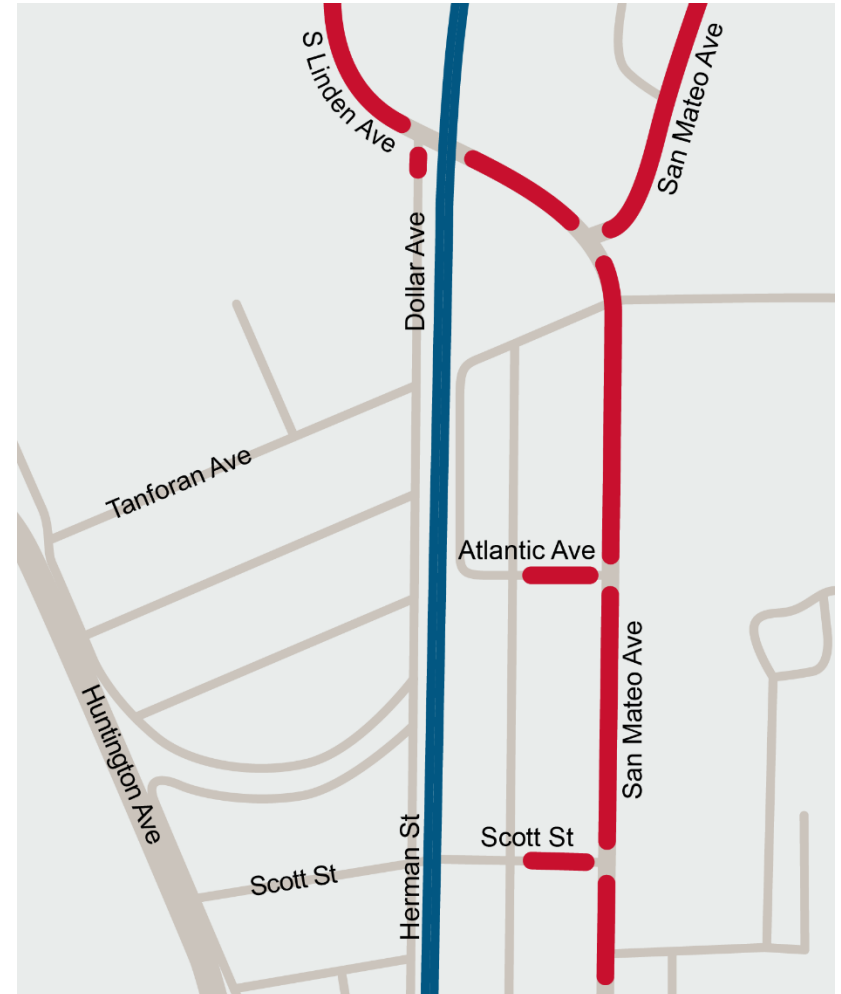 S Linden Ave
San Mateo Ave
Dollar Ave
Tanforan Ave
Atlantic Ave
San Mateo Ave
Huntington Ave
Scott St
Herman St
Scott St